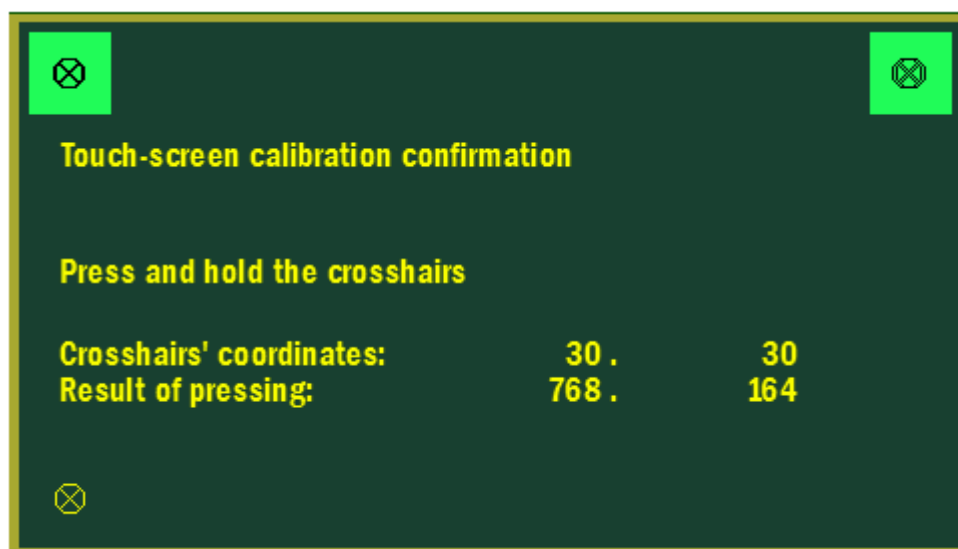 Touch-screen calibration confirmation
Press and hold the crosshairs
Crosshairs' coordinates: 30 . 30
Result of pressing: 768 . 164